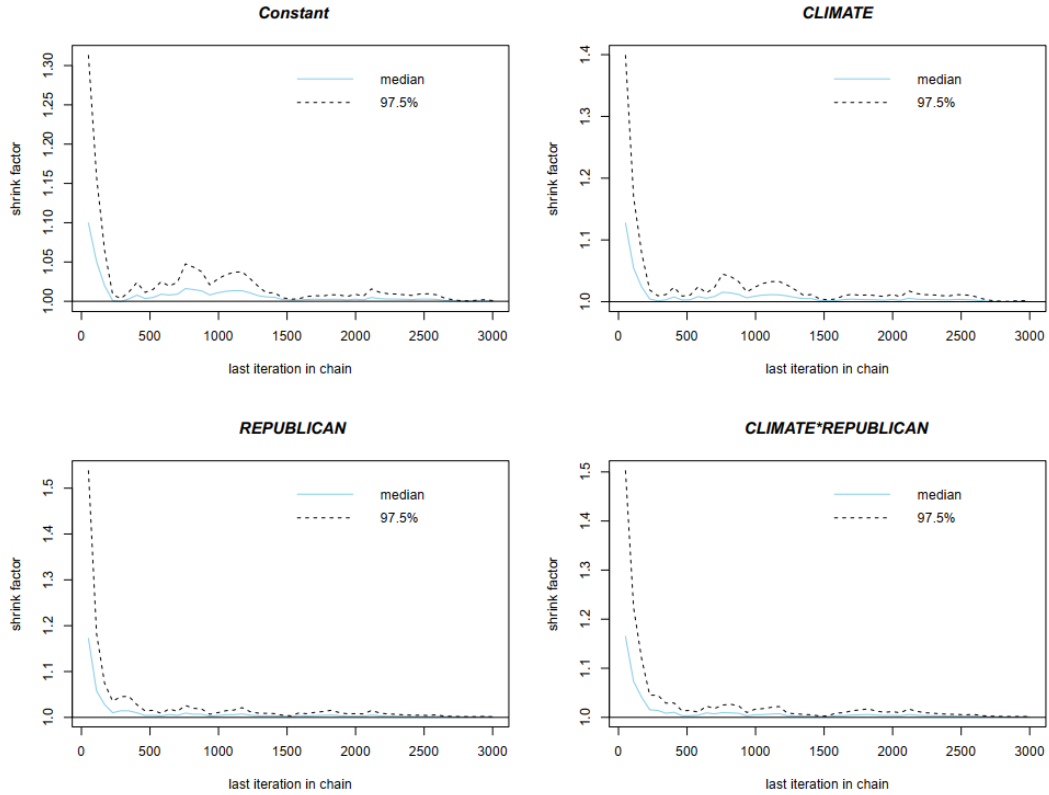 Constant
CLIMATE
shrink factor
1.00 1.05 1.10 1.15 1.20 1.25 1.30
median
97.5%
0 500 1000 1500 2000 2500 3000
last iteration in chain
shrink factor
1.0 1.1 1.2 1.3 1.4
median
97.5%
0 500 1000 1500 2000 2500 3000
last iteration in chain
REPUBLICAN
CLIMATE*REPUBLICAN
shrink factor
1.0 1.1 1.2 1.3 1.4 1.5
median
97.5%
0 500 1000 1500 2000 2500 3000
last iteration in chain
shrink factor
1.0 1.1 1.2 1.3 1.4 1.5
median
97.5%
0 500 1000 1500 2000 2500 3000
last iteration in chain